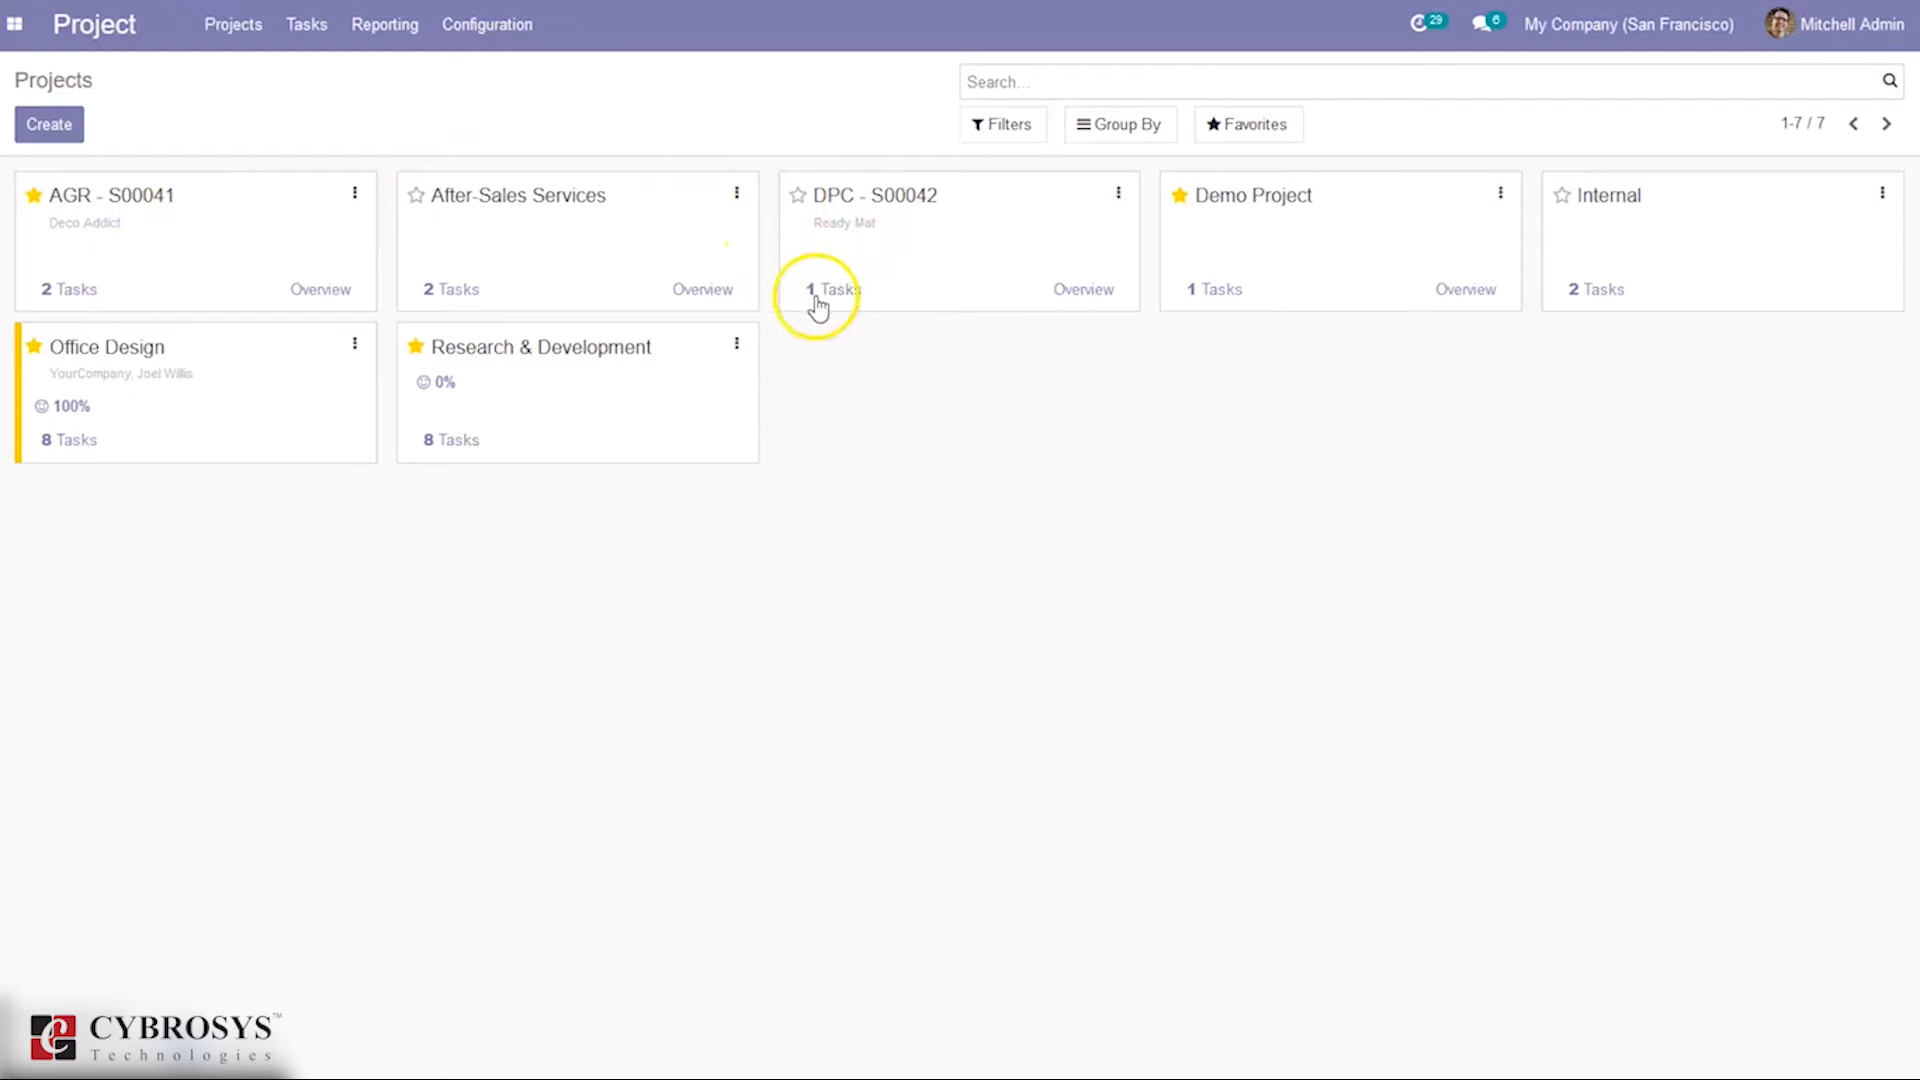 Project Projects Tasks Reporting Configuration 29 6 My Company (San Francisco) Mitchell Admin
Projects
Search...
Create
Filters Group By Favorites 1-7 / 7
AGR - S00041
Deco Addict
2 Tasks Overview
After-Sales Services
2 Tasks Overview
DPC - S00042
Ready Mat
1 Tasks Overview
Demo Project
1 Tasks Overview
Internal
2 Tasks
Office Design
YourCompany, Joel Willis
100%
8 Tasks
Research & Development
0%
8 Tasks
CYBROSYS™
Technologies